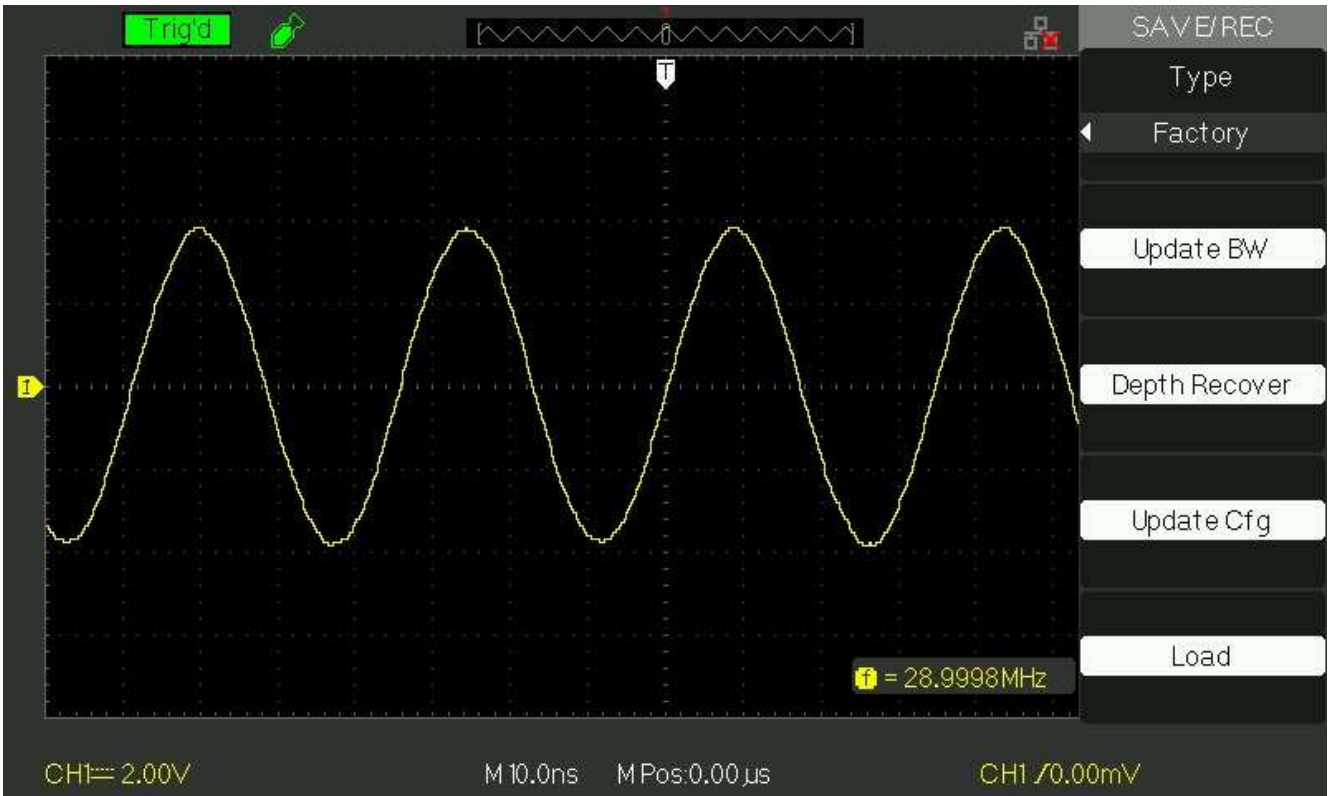 Trig'd
T
SAVE/REC
Type
Factory
Update BW
1
Depth Recover
Update Cfg
Load
f = 28.9998MHz
CH1 2.00V M 10.0ns M Pos:0.00µs CH1 /0.00mV